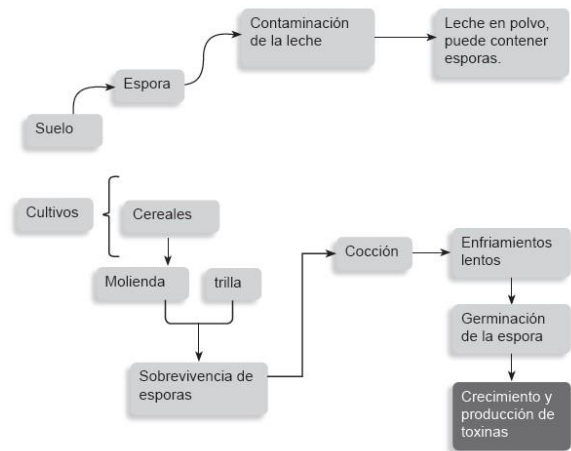 Contaminación
de la leche
Leche en polvo,
puede contener
esporas.
Espora
Suelo
Cultivos
Cereales
Molienda
trilla
Sobrevivencia de
esporas
Cocción
Enfriamientos
lentos
Germinación
de la espora
Crecimiento y
producción de
toxinas